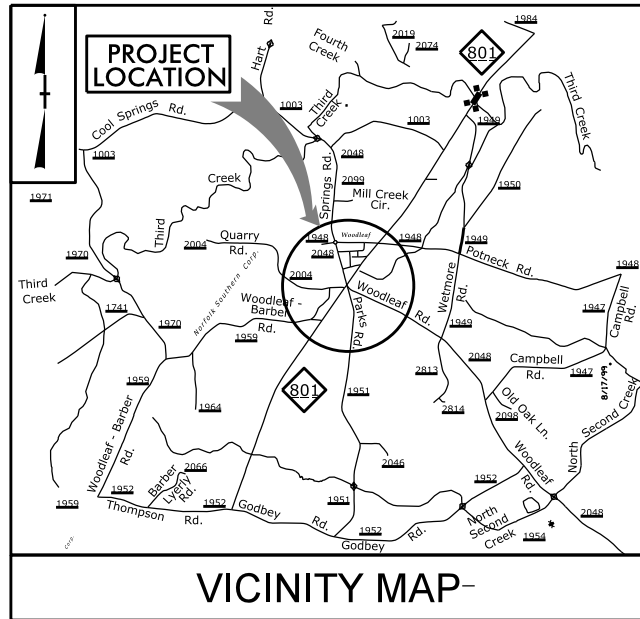 1984
2019
2074
801
Fourth
Creek
Hart Rd.
PROJECT
LOCATION
Third
Creek
Third Creek
Cool Springs Rd.
1003
1003
1949
1003
2048
2099
Springs Rd.
Mill Creek
Cir.
1950
1971
Creek
Third
Quarry
Rd.
2004
1948
Woodleaf
1948
1949
2048
Potneck Rd.
1948
1970
Third
Creek
2004
Norfolk Southern Corp.
Woodleaf -
Barber
Rd.
Woodleaf Rd.
Wetmore
Rd.
1947
Campbell
Rd.
1741
1970
1959
Parks Rd.
1949
2048
Campbell
Rd.
1947
8/17/99
1959
1964
801
1951
2813
2814
Old Oak Ln.
2098
Woodleaf - Barber
Rd.
2066
Barber
Lyerly
Rd.
2046
Woodleaf
Rd.
North
Second Creek
1952
1952
1952
1951
1959
Thompson
Rd.
Godbey
Rd.
1952
Godbey
Rd.
North
Second
Creek
1954
2048
Corp.
VICINITY MAP